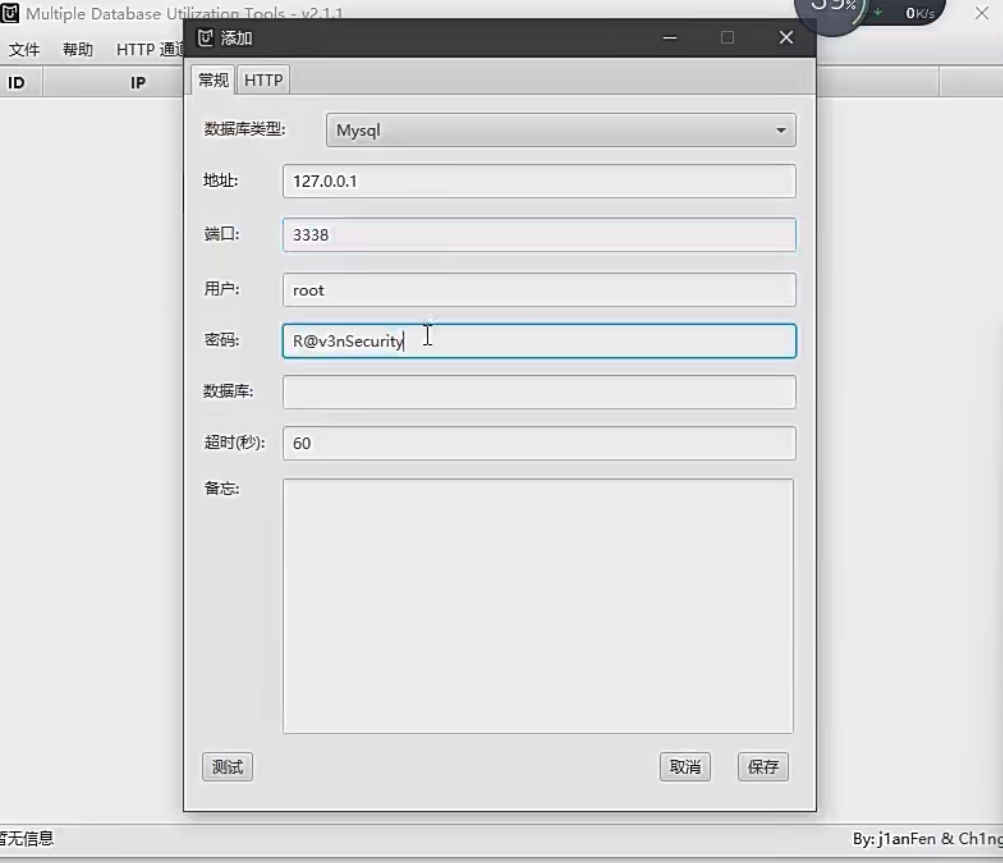 Multiple Database Utilization Tools - v2.1.1
39%
0K/s
文件 帮助 HTTP
添加
ID IP
常规 HTTP
数据库类型: Mysql
地址: 127.0.0.1
端口: 3338
用户: root
密码: R@v3nSecurity
数据库:
超时(秒): 60
备忘:
测试 取消 保存
暂无信息
By: j1anFen & Ch1ng